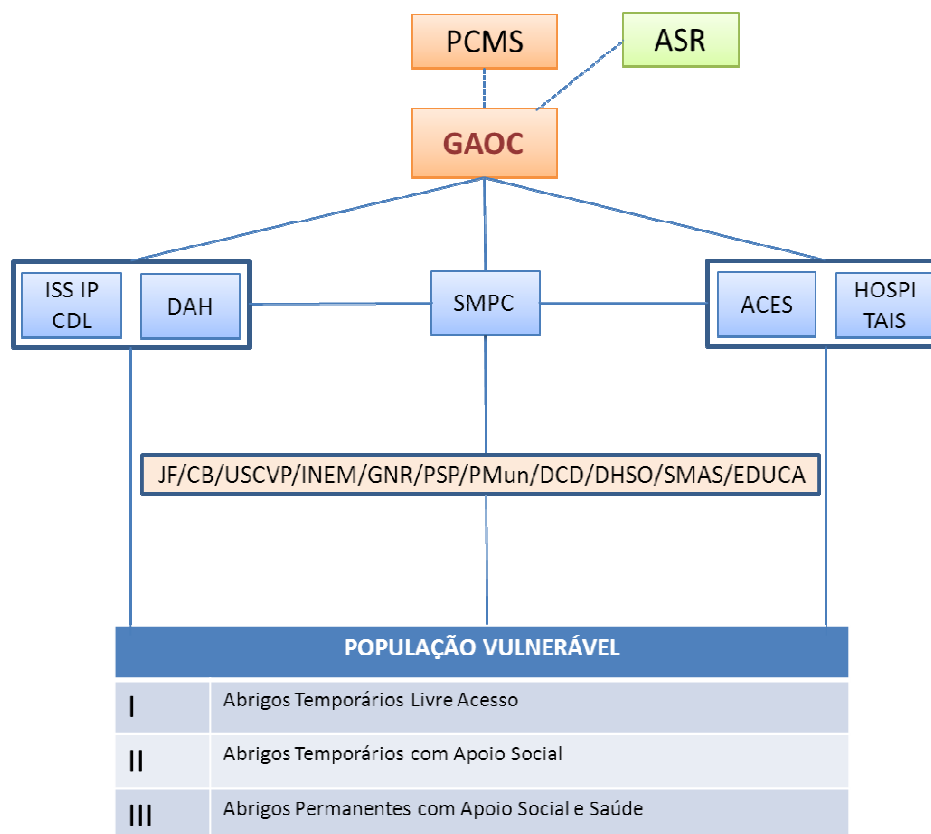 PCMS
ASR
GAOC
ISS IP
CDL
DAH
SMPC
ACES
HOSPI
TAIS
JF/CB/USCVP/INEM/GNR/PSP/PMun/DCD/DHSO/SMAS/EDUCA
POPULAÇÃO VULNERÁVEL
I Abrigos Temporários Livre Acesso
II Abrigos Temporários com Apoio Social
III Abrigos Permanentes com Apoio Social e Saúde